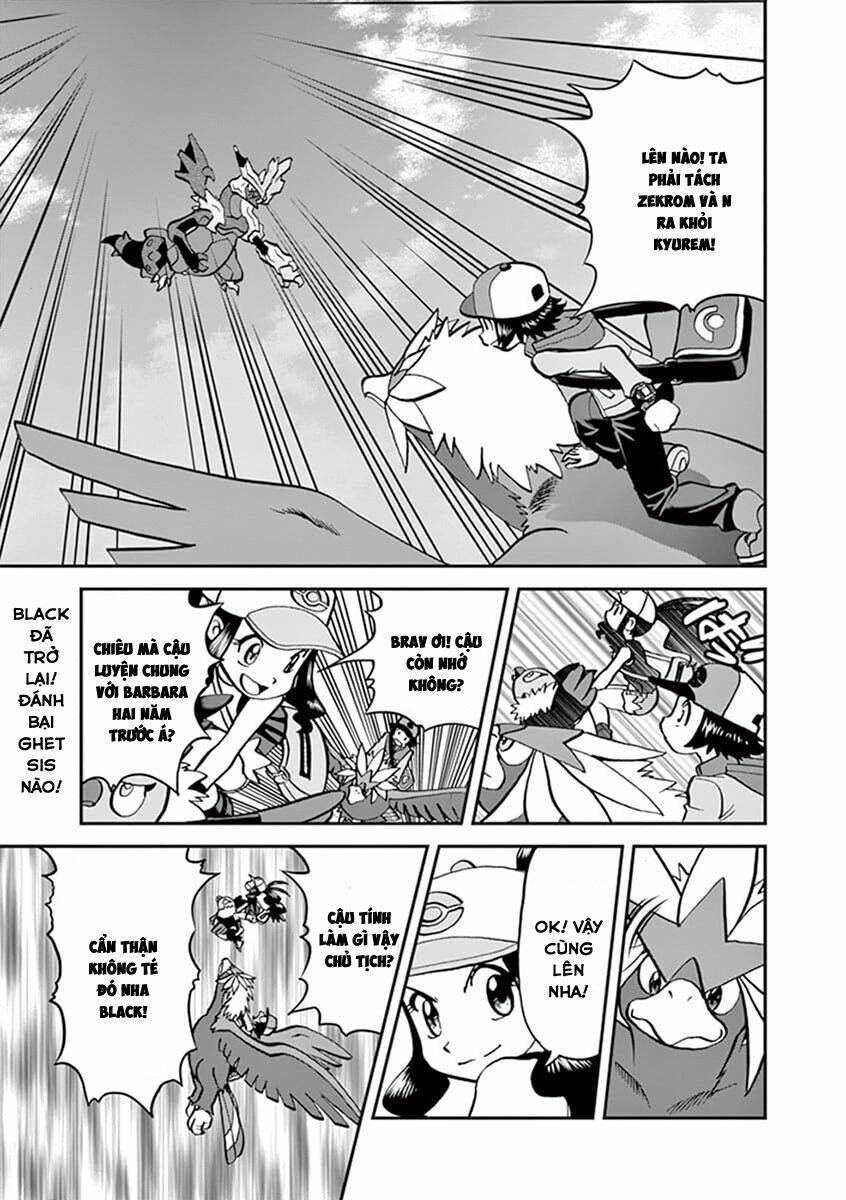 LÊN NÀO! TA
PHẢI TÁCH
ZEKROM VÀ N
RA KHỎI
KYUREM!
BRAV ƠI! CẬU
CÒN NHỚ
KHÔNG?
CHIÊU MÀ CẬU
LUYỆN CHUNG
VỚI BARBARA
HAI NĂM
TRƯỚC Á?
BLACK
ĐÃ
TRỞ
LẠI!
ĐÁNH
BẠI
GHET
SIS
NÀO!
OK! VẬY
CŨNG
LÊN
NHA!
CẬU TÍNH
LÀM GÌ VẬY
CHỦ TỊCH?
CẨN THẬN
KHÔNG TÉ
ĐÓ NHA
BLACK!